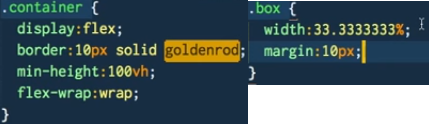 .container {
display:flex;
border:10px solid goldenrod;
min-height:100vh;
flex-wrap:wrap;
}
.box {
width:33.3333333%;
margin:10px;
}